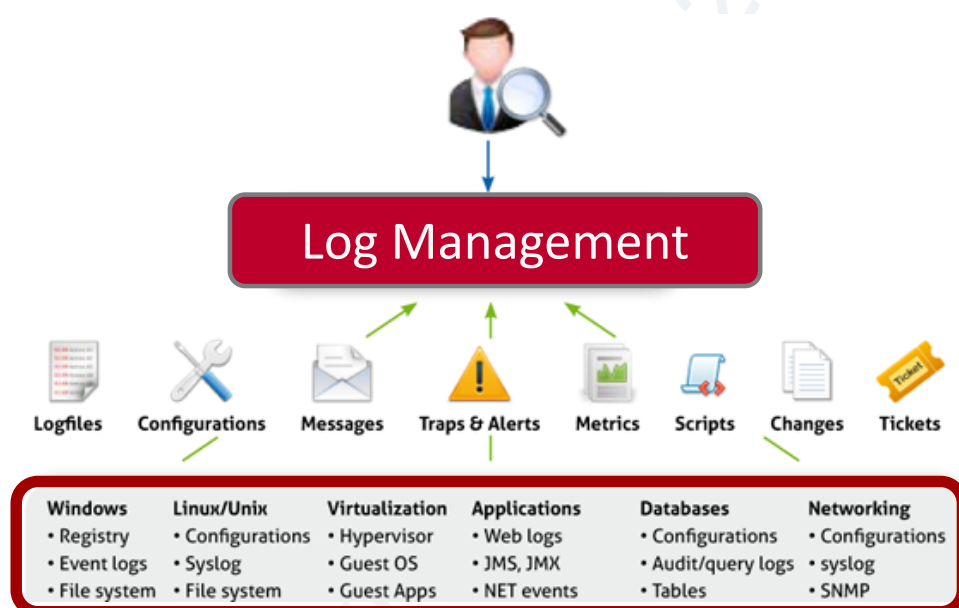 Log Management
Logfiles Configurations Messages Traps & Alerts Metrics Scripts Changes Tickets
Ticket
Windows
• Registry
• Event logs
• File system
Linux/Unix
• Configurations
• Syslog
• File system
Virtualization
• Hypervisor
• Guest OS
• Guest Apps
Applications
• Web logs
• JMS, JMX
• NET events
Databases
• Configurations
• Audit/query logs
• Tables
Networking
• Configurations
• syslog
• SNMP